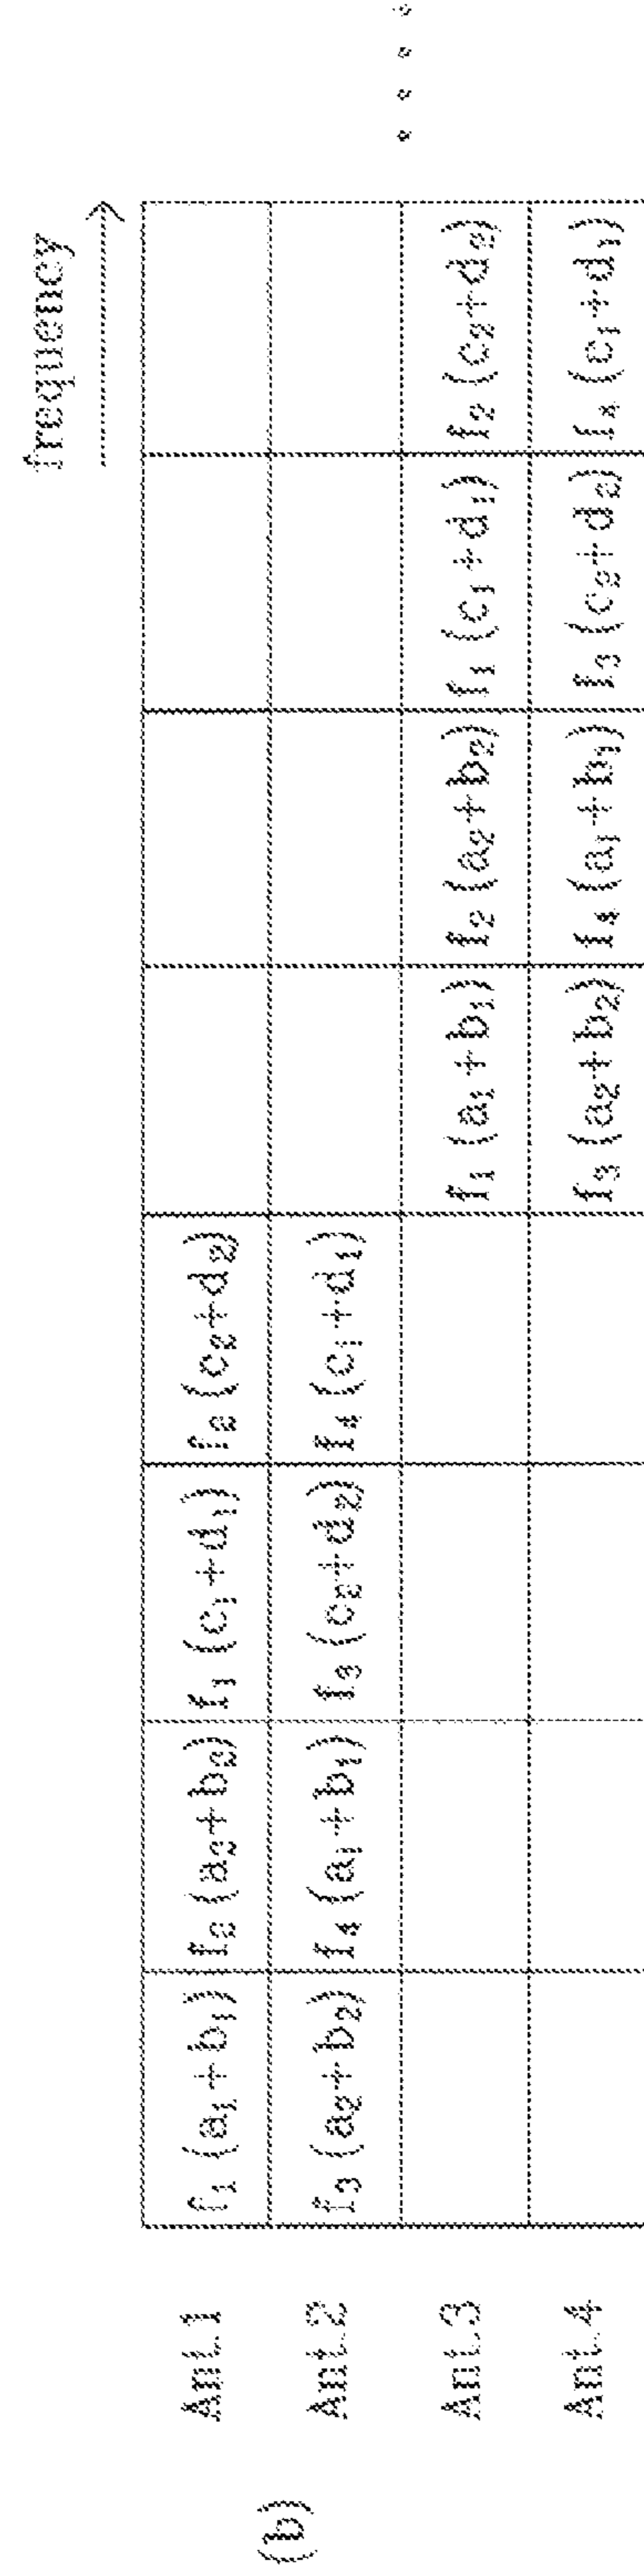 frequency
(b)
Ant.1 f₁ (a₁+b₁) f₂ (a₂+b₂) f₁ (c₁+d₁) f₂ (c₂+d₂)
Ant.2 f₃ (a₂+b₂) f₄ (a₁+b₁) f₃ (c₂+d₂) f₄ (c₁+d₁)
Ant.3 f₁ (a₁+b₁) f₂ (a₂+b₂) f₁ (c₁+d₁) f₂ (c₂+d₂)
Ant.4 f₃ (a₂+b₂) f₄ (a₁+b₁) f₃ (c₂+d₂) f₄ (c₁+d₁)